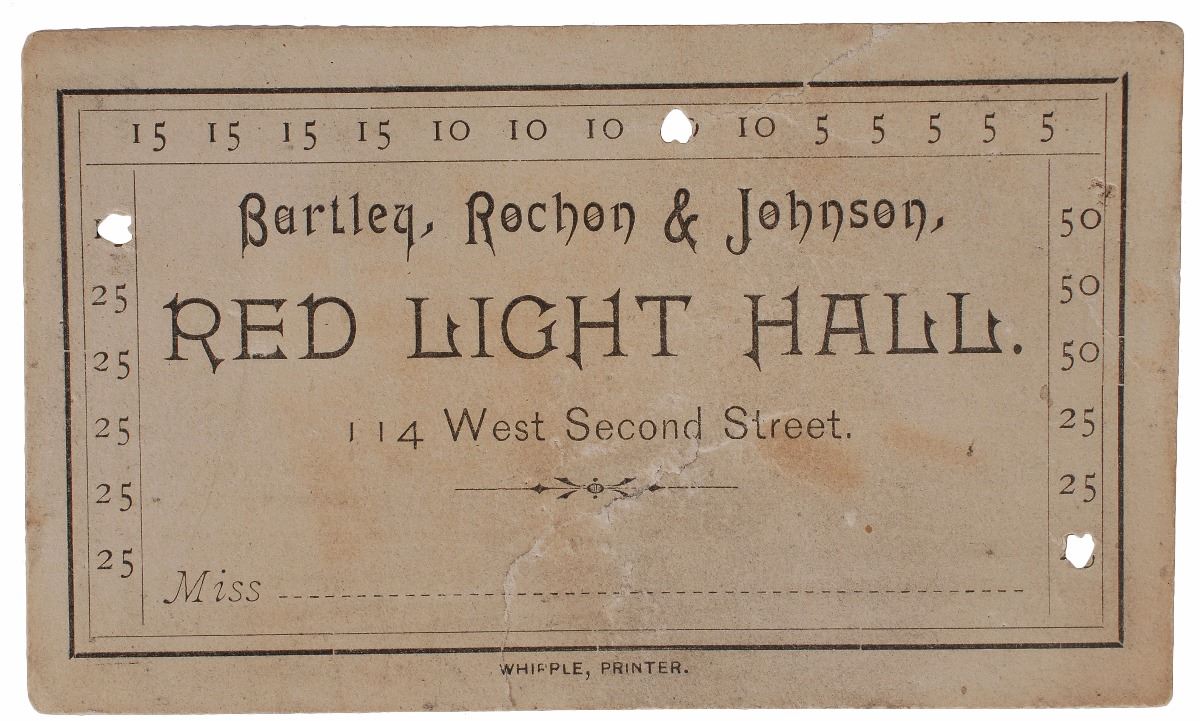 15 15 15 15 10 10 10 10 5 5 5 5 5
Bartley, Rochon & Johnson,
RED LIGHT HALL.
114 West Second Street.
Miss
25
25
25
25
25
50
50
50
25
25
WHIPPLE, PRINTER.